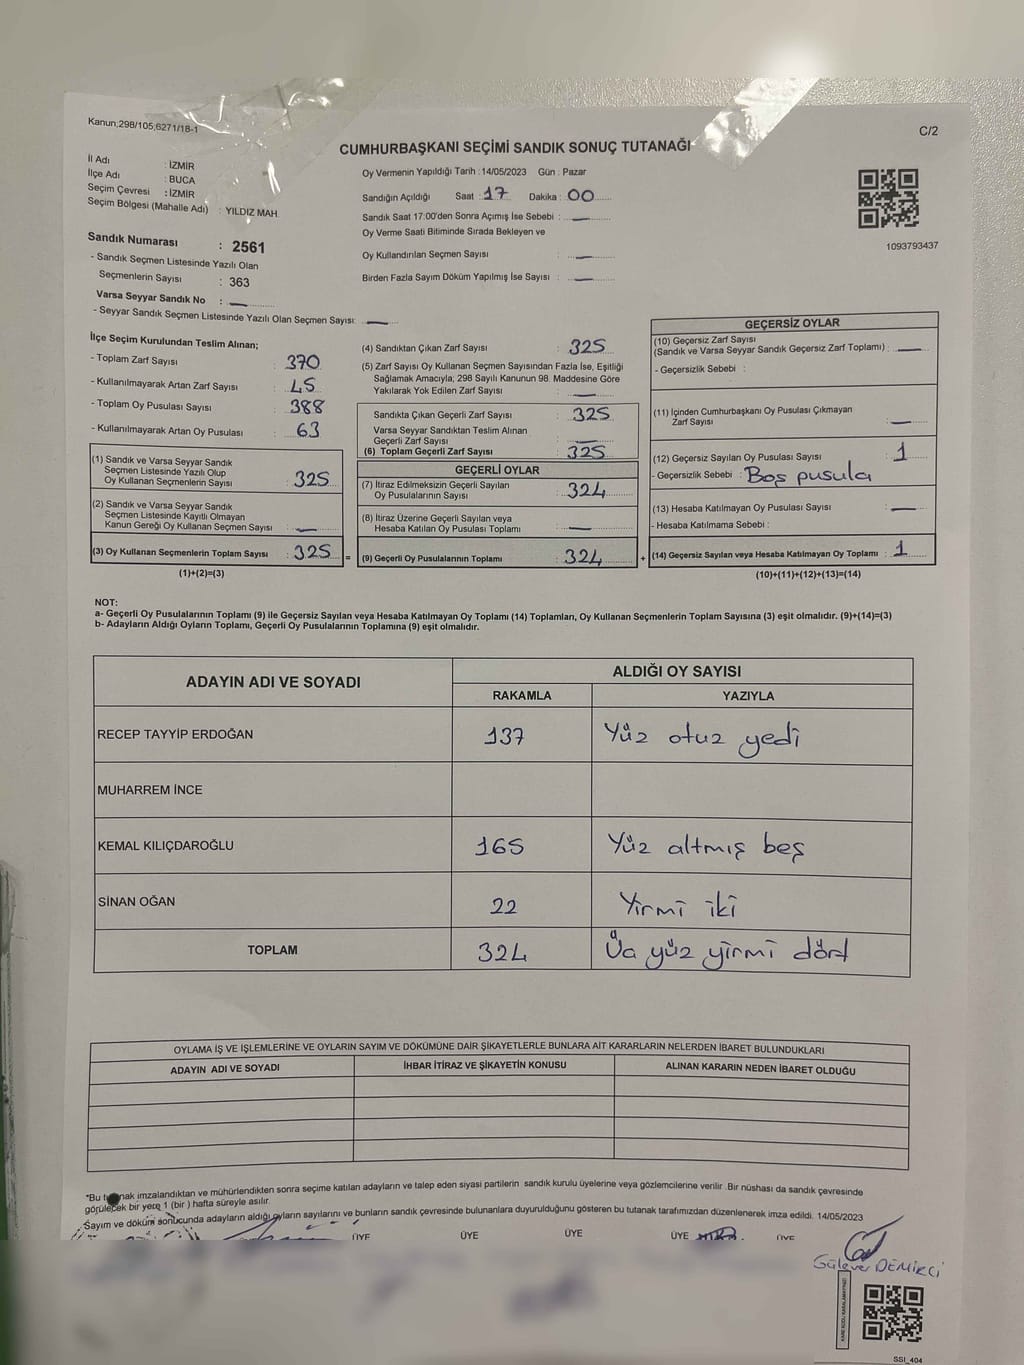 Kanun;298/105;6271/18-1
C/2
CUMHURBAŞKANI SEÇİMİ SANDIK SONUÇ TUTANAĞI
İl Adı : İZMİR
İlçe Adı : BUCA
Seçim Çevresi : İZMİR
Seçim Bölgesi (Mahalle Adı) : YILDIZ MAH.
Sandık Numarası : 2561
- Sandık Seçmen Listesinde Yazılı Olan
Seçmenlerin Sayısı : 363
Varsa Seyyar Sandık No : —
- Seyyar Sandık Seçmen Listesinde Yazılı Olan Seçmen Sayısı: —
Oy Vermenin Yapıldığı Tarih : 14/05/2023 Gün : Pazar
Sandığın Açıldığı Saat : 17 Dakika : 00
Sandık Saat 17:00'den Sonra Açımış İse Sebebi : —
Oy Verme Saati Bitiminde Sırada Bekleyen ve
Oy Kullandırılan Seçmen Sayısı : —
Birden Fazla Sayım Döküm Yapılmış İse Sayısı : —
1093793437
İlçe Seçim Kurulundan Teslim Alınan;
- Toplam Zarf Sayısı : 370
- Kullanılmayarak Artan Zarf Sayısı : 45
- Toplam Oy Pusulası Sayısı : 388
- Kullanılmayarak Artan Oy Pusulası : 63
(1) Sandık ve Varsa Seyyar Sandık
Seçmen Listesinde Yazılı Olup
Oy Kullanan Seçmenlerin Sayısı : 325
(2) Sandık ve Varsa Seyyar Sandık
Seçmen Listesinde Kayıtlı Olmayan
Kanun Gereği Oy Kullanan Seçmen Sayısı : —
(3) Oy Kullanan Seçmenlerin Toplam Sayısı : 325 =
(1)+(2)=(3)
(4) Sandıktan Çıkan Zarf Sayısı : 325
(5) Zarf Sayısı Oy Kullanan Seçmen Sayısından Fazla İse, Eşitliği
Sağlamak Amacıyla, 298 Sayılı Kanunun 98. Maddesine Göre
Yakılarak Yok Edilen Zarf Sayısı : —
Sandıkta Çıkan Geçerli Zarf Sayısı : 325
Varsa Seyyar Sandıktan Teslim Alınan
Geçerli Zarf Sayısı : —
(6) Toplam Geçerli Zarf Sayısı : 325
GEÇERLİ OYLAR
(7) İtiraz Edilmeksizin Geçerli Sayılan
Oy Pusulalarının Sayısı : 324
(8) İtiraz Üzerine Geçerli Sayılan veya
Hesaba Katılan Oy Pusulası Toplamı : —
(9) Geçerli Oy Pusulalarının Toplamı : 324 +
GEÇERSİZ OYLAR
(10) Geçersiz Zarf Sayısı
(Sandık ve Varsa Seyyar Sandık Geçersiz Zarf Toplamı) : —
- Geçersizlik Sebebi :
(11) İçinden Cumhurbaşkanı Oy Pusulası Çıkmayan
Zarf Sayısı : —
(12) Geçersiz Sayılan Oy Pusulası Sayısı : 1
- Geçersizlik Sebebi : Boş pusula
(13) Hesaba Katılmayan Oy Pusulası Sayısı : —
- Hesaba Katılmama Sebebi :
(14) Geçersiz Sayılan veya Hesaba Katılmayan Oy Toplamı : 1
(10)+(11)+(12)+(13)=(14)
NOT:
a- Geçerli Oy Pusulalarının Toplamı (9) ile Geçersiz Sayılan veya Hesaba Katılmayan Oy Toplamı (14) Toplamları, Oy Kullanan Seçmenlerin Toplam Sayısına (3) eşit olmalıdır. (9)+(14)=(3)
b- Adayların Aldığı Oyların Toplamı, Geçerli Oy Pusulalarının Toplamına (9) eşit olmalıdır.
ADAYIN ADI VE SOYADI
ALDIĞI OY SAYISI
RAKAMLA YAZIYLA
RECEP TAYYİP ERDOĞAN 137 Yüz otuz yedi
MUHARREM İNCE
KEMAL KILIÇDAROĞLU 165 Yüz altmış beş
SİNAN OĞAN 22 Yirmi iki
TOPLAM 324 Üç yüz yirmi dört
OYLAMA İŞ VE İŞLEMLERİNE VE OYLARIN SAYIM VE DÖKÜMÜNE DAİR ŞİKAYETLERLE BUNLARA AİT KARARLARIN NELERDEN İBARET BULUNDUKLARI
ADAYIN ADI VE SOYADI İHBAR İTİRAZ VE ŞİKAYETİN KONUSU ALINAN KARARIN NEDEN İBARET OLDUĞU
*Bu tutanak imzalandıktan ve mühürlendikten sonra seçime katılan adayların ve talep eden siyasi partilerin sandık kurulu üyelerine veya gözlemcilerine verilir. Bir nüshası da sandık çevresinde
görülecek bir yere 1 (bir) hafta süreyle asılır.
Sayım ve döküm sonucunda adayların aldığı oyların sayılarını ve bunların sandık çevresinde bulunanlara duyurulduğunu gösteren bu tutanak tarafımızdan düzenlenerek imza edildi. 14/05/2023
ÜYE ÜYE ÜYE ÜYE ÜYE
DEMİRCİ
SSI_404